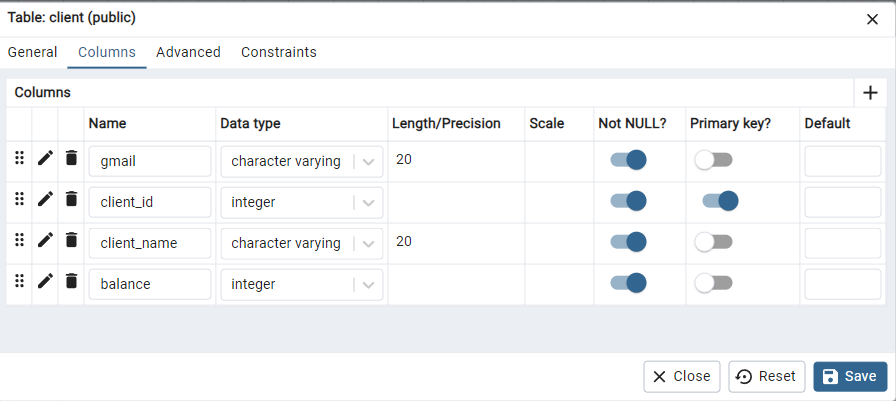 Table: client (public)
General Columns Advanced Constraints
Columns
Name Data type Length/Precision Scale Not NULL? Primary key? Default
gmail character varying 20
client_id integer
client_name character varying 20
balance integer
Close Reset Save